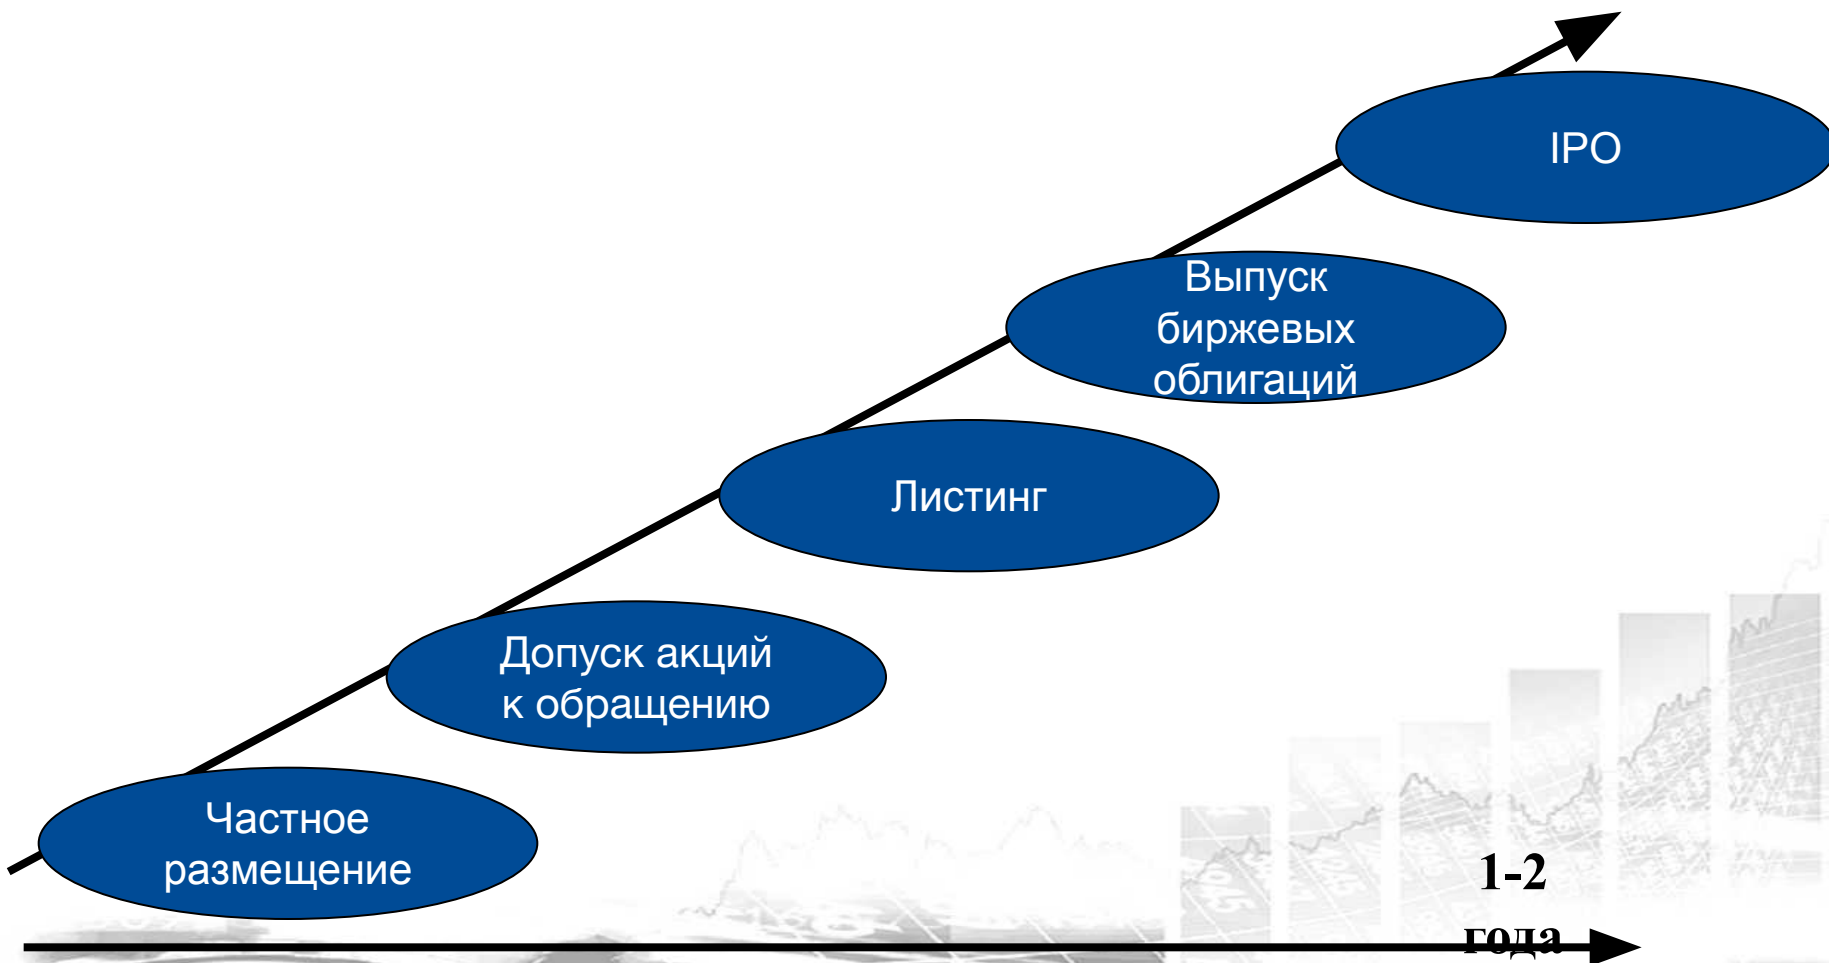 IPO
Выпуск
биржевых
облигаций
Листинг
Допуск акций
к обращению
Частное
размещение
1-2
года